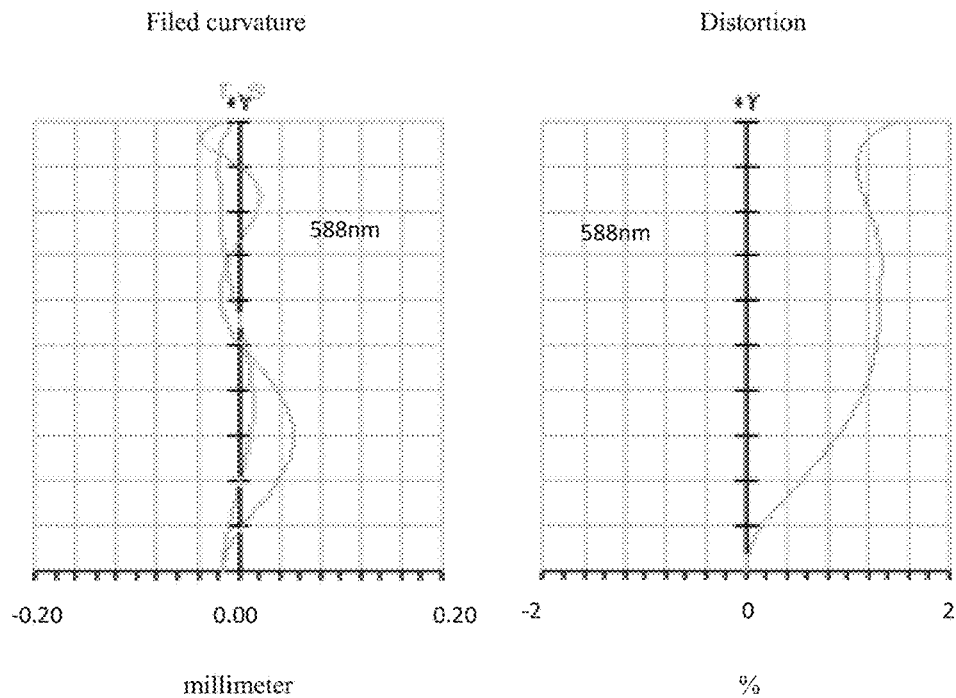 Filed curvature
Distortion
+Y
+Y
588nm
588nm
-0.20
0.00
0.20
-2
0
2
millimeter
%